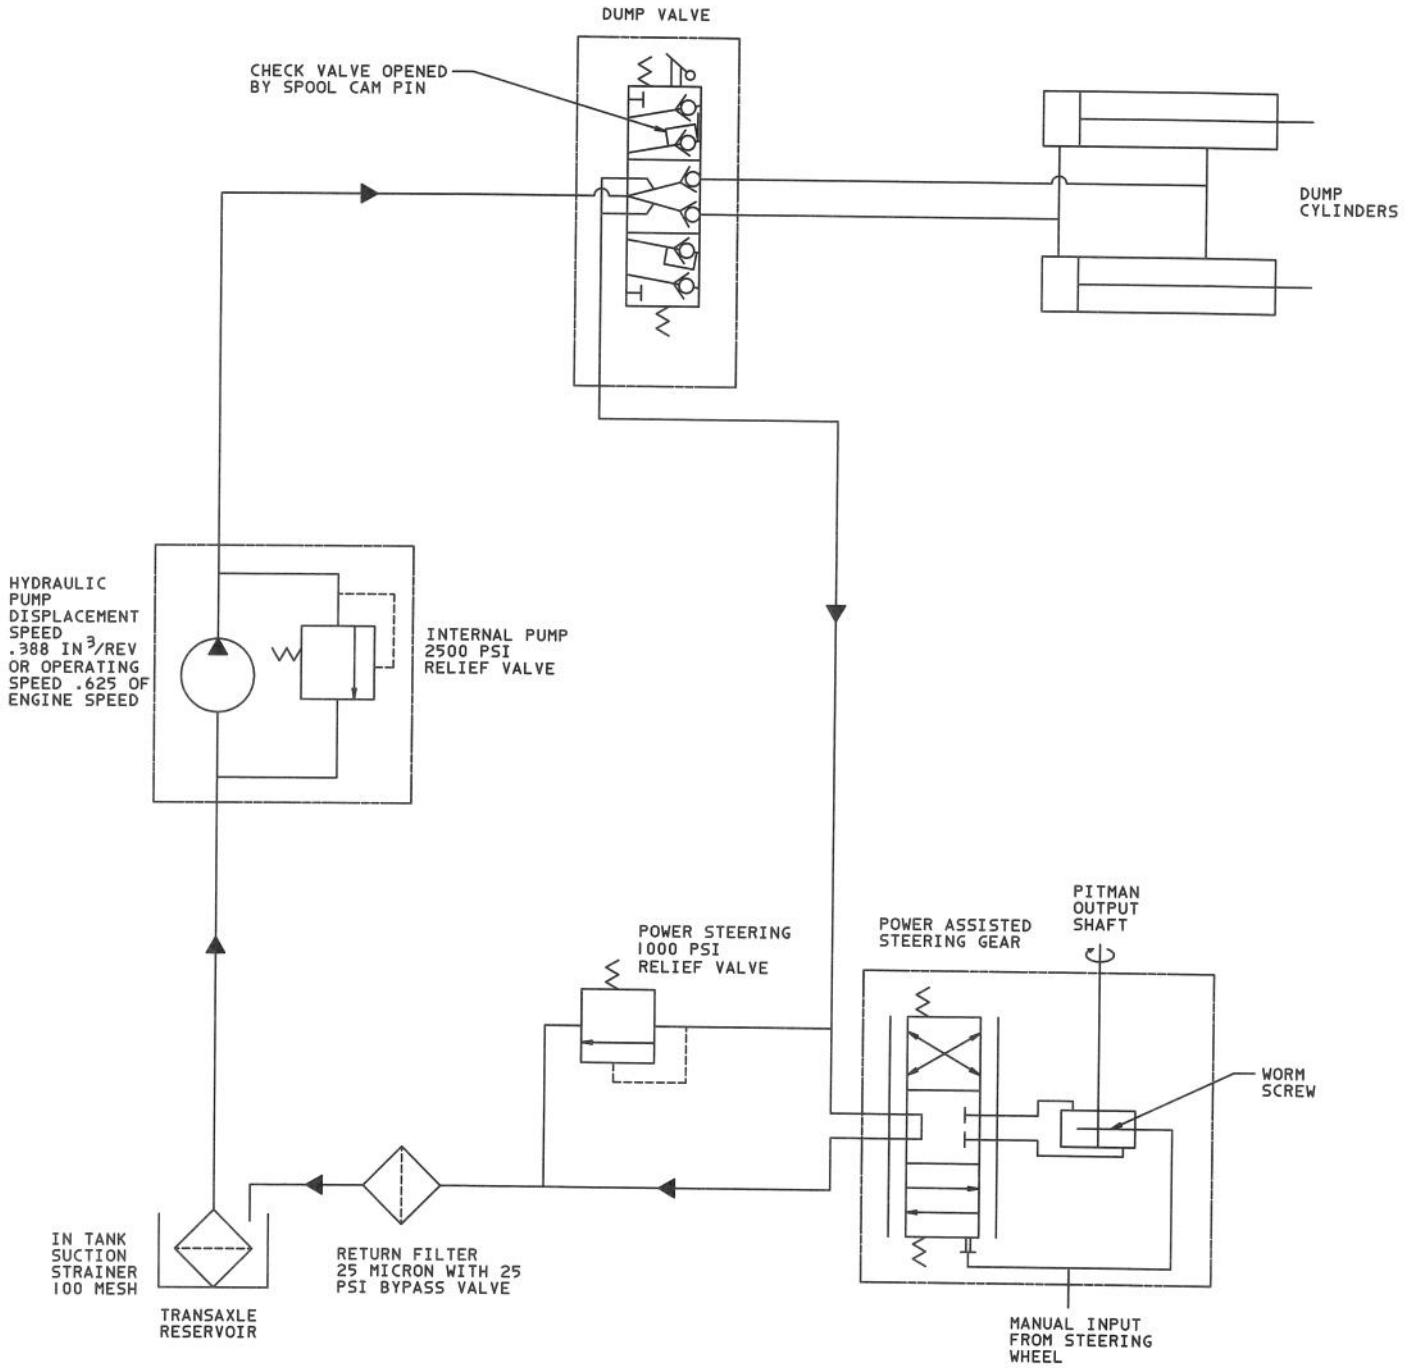 DUMP VALVE
CHECK VALVE OPENED
BY SPOOL CAM PIN
DUMP
CYLINDERS
HYDRAULIC
PUMP
DISPLACEMENT
SPEED
.388 IN³/REV
OR OPERATING
SPEED .625 OF
ENGINE SPEED
INTERNAL PUMP
2500 PSI
RELIEF VALVE
POWER STEERING
1000 PSI
RELIEF VALVE
POWER ASSISTED
STEERING GEAR
PITMAN
OUTPUT
SHAFT
WORM
SCREW
IN TANK
SUCTION
STRAINER
100 MESH
TRANSAXLE
RESERVOIR
RETURN FILTER
25 MICRON WITH 25
PSI BYPASS VALVE
MANUAL INPUT
FROM STEERING
WHEEL